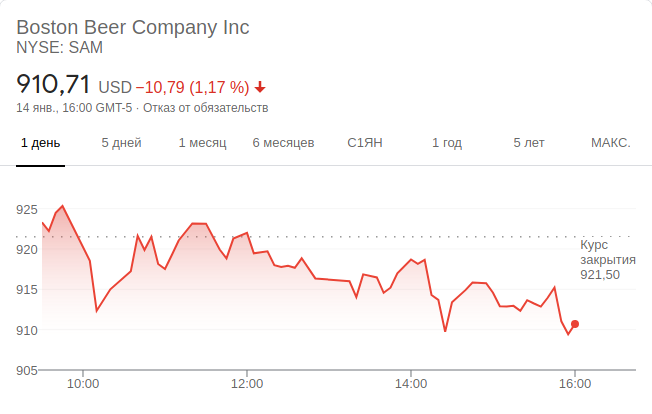 Boston Beer Company Inc
NYSE: SAM
910,71 USD −10,79 (1,17 %)
14 янв., 16:00 GMT-5 · Отказ от обязательств
1 день 5 дней 1 месяц 6 месяцев С1ЯН 1 год 5 лет МАКС.
925
920
Курс
закрытия
921,50
915
910
905
10:00 12:00 14:00 16:00